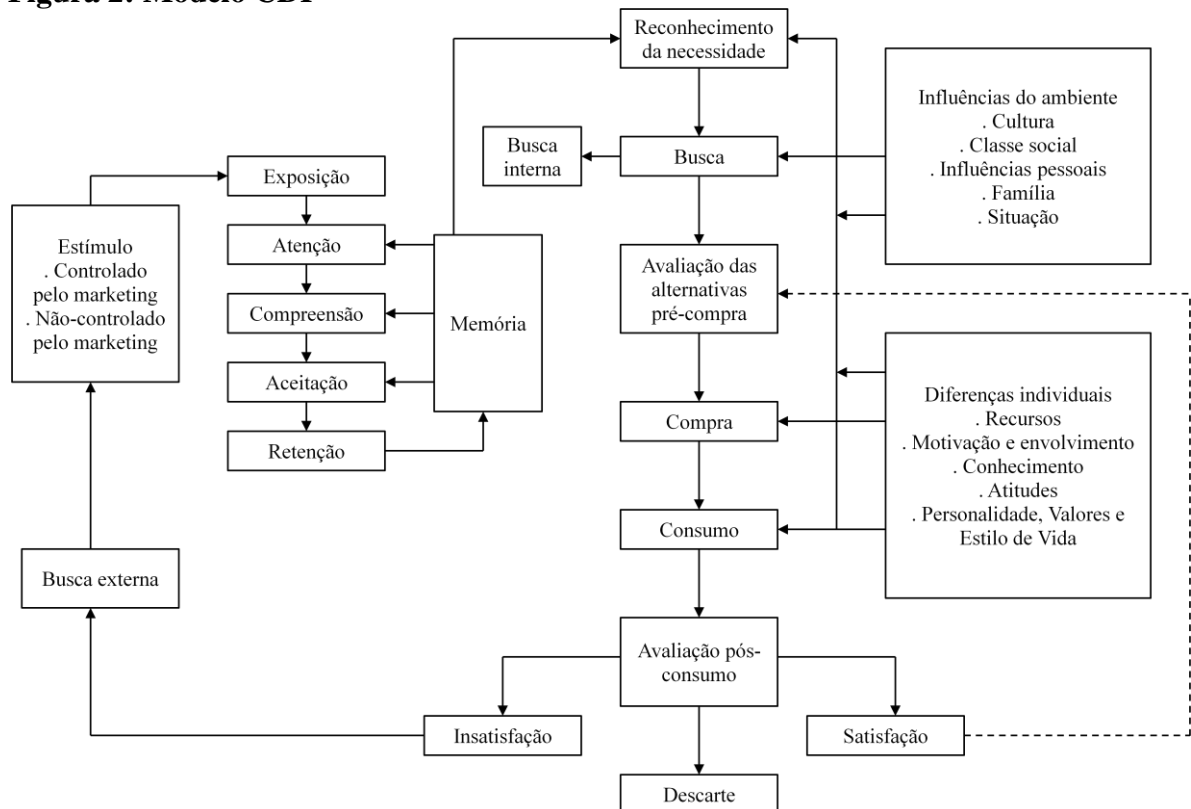 Figura 2: Modelo CDP
Reconhecimento
da necessidade
Busca
interna
Busca
Influências do ambiente
. Cultura
. Classe social
. Influências pessoais
. Família
. Situação
Exposição
Atenção
Compreensão
Aceitação
Retenção
Memória
Estímulo
. Controlado
pelo marketing
. Não-controlado
pelo marketing
Avaliação das
alternativas
pré-compra
Compra
Diferenças individuais
. Recursos
. Motivação e envolvimento
. Conhecimento
. Atitudes
. Personalidade, Valores e
Estilo de Vida
Consumo
Busca externa
Avaliação pós-
consumo
Insatisfação
Satisfação
Descarte